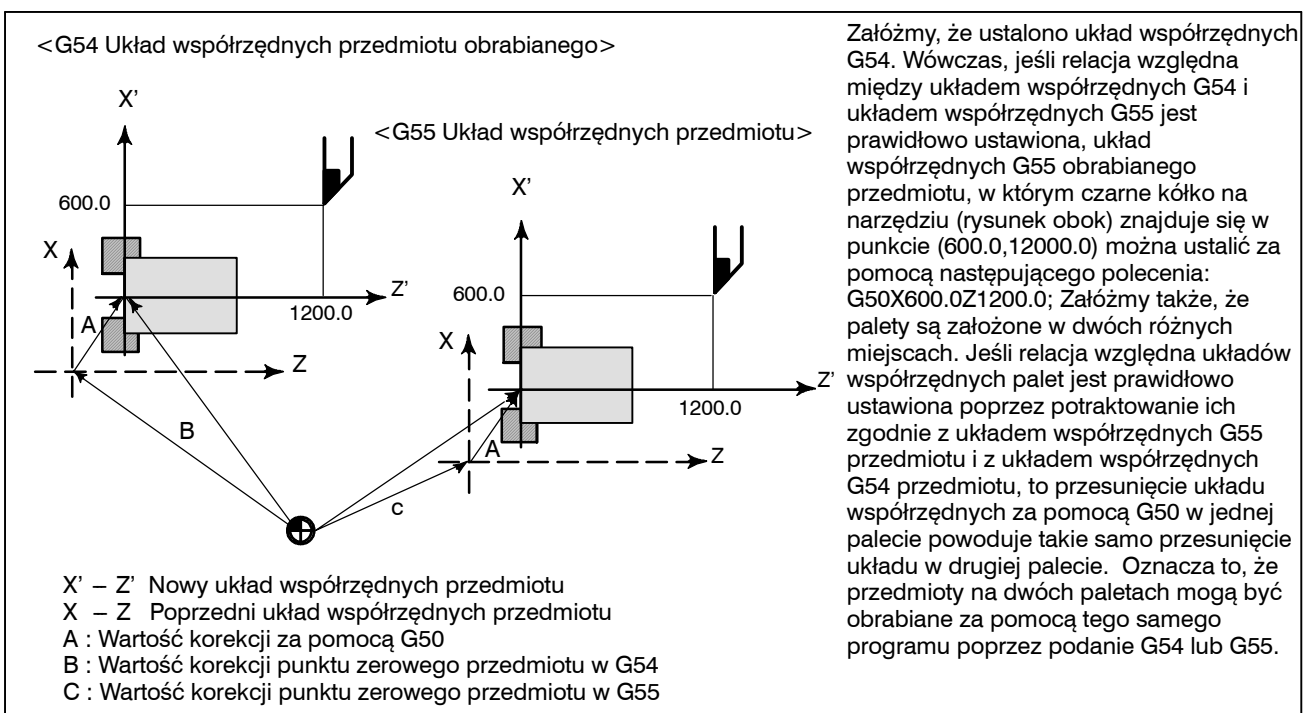 <G54 Układ współrzędnych przedmiotu obrabianego>
X'
<G55 Układ współrzędnych przedmiotu>
X'
600.0
X
Z'
1200.0
600.0
A
X
Z
Z'
1200.0
B
A
Z
c
X' – Z' Nowy układ współrzędnych przedmiotu
X – Z Poprzedni układ współrzędnych przedmiotu
A : Wartość korekcji za pomocą G50
B : Wartość korekcji punktu zerowego przedmiotu w G54
C : Wartość korekcji punktu zerowego przedmiotu w G55
Załóżmy, że ustalono układ współrzędnych
G54. Wówczas, jeśli relacja względna
między układem współrzędnych G54 i
układem współrzędnych G55 jest
prawidłowo ustawiona, układ
współrzędnych G55 obrabianego
przedmiotu, w którym czarne kółko na
narzędziu (rysunek obok) znajduje się w
punkcie (600.0,12000.0) można ustalić za
pomocą następującego polecenia:
G50X600.0Z1200.0; Załóżmy także, że
palety są założone w dwóch różnych
miejscach. Jeśli relacja względna układów
współrzędnych palet jest prawidłowo
ustawiona poprzez potraktowanie ich
zgodnie z układem współrzędnych G55
przedmiotu i z układem współrzędnych
G54 przedmiotu, to przesunięcie układu
współrzędnych za pomocą G50 w jednej
palecie powoduje takie samo przesunięcie
układu w drugiej palecie. Oznacza to, że
przedmioty na dwóch paletach mogą być
obrabiane za pomocą tego samego
programu poprzez podanie G54 lub G55.